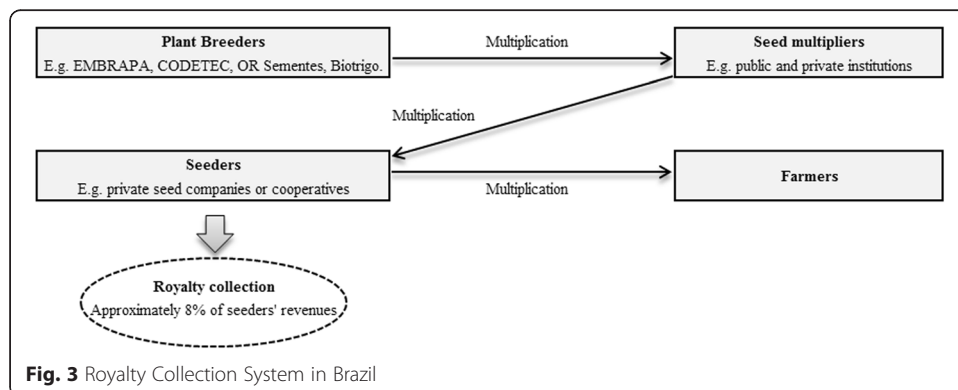 Plant Breeders
E.g. EMBRAPA, CODETEC, OR Sementes, Biotrigo.
Multiplication
Seed multipliers
E.g. public and private institutions
Multiplication
Seeders
E.g. private seed companies or cooperatives
Multiplication
Farmers
Royalty collection
Approximately 8% of seeders' revenues
Fig. 3 Royalty Collection System in Brazil